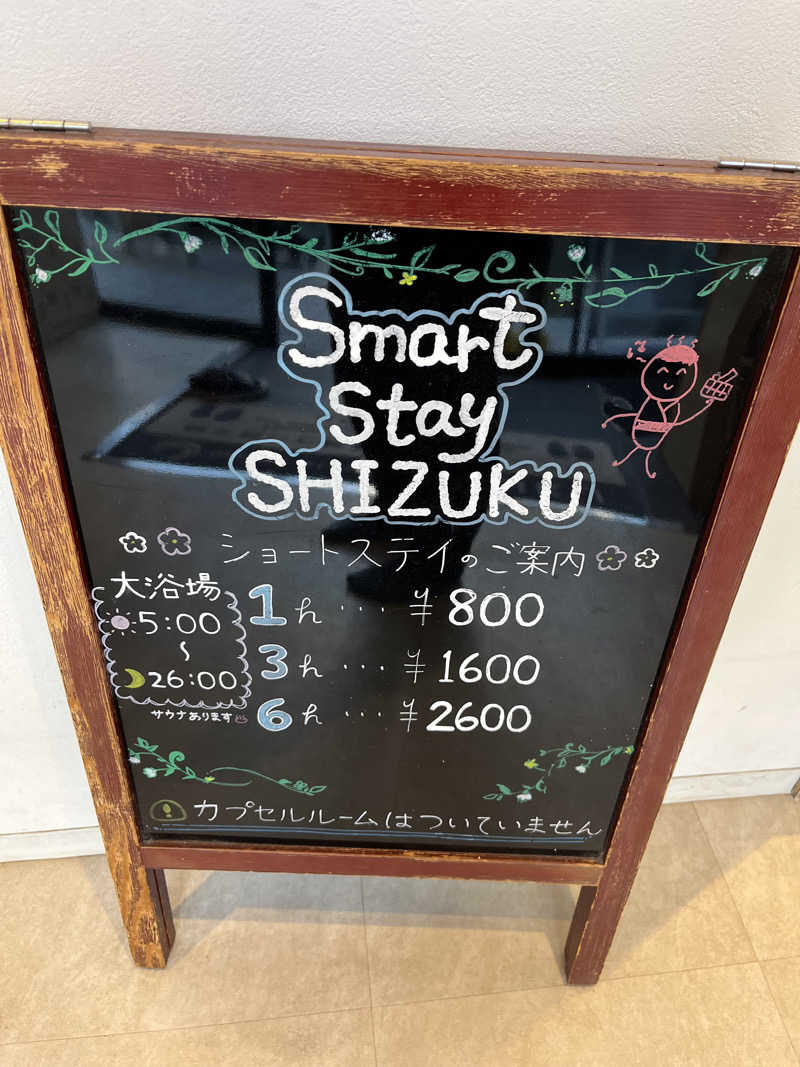 Smart
Stay
SHIZUKU
ショートステイのご案内
大浴場
5:00
〜
26:00
サウナあります♨
1h … ¥800
3h … ¥1600
6h … ¥2600
! カプセルルームはついていません